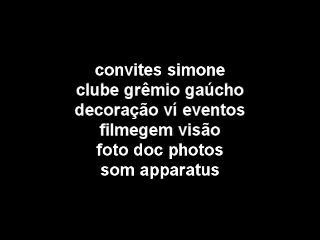 convites simone
clube grêmio gaúcho
decoração ví eventos
filmegem visão
foto doc photos
som apparatus